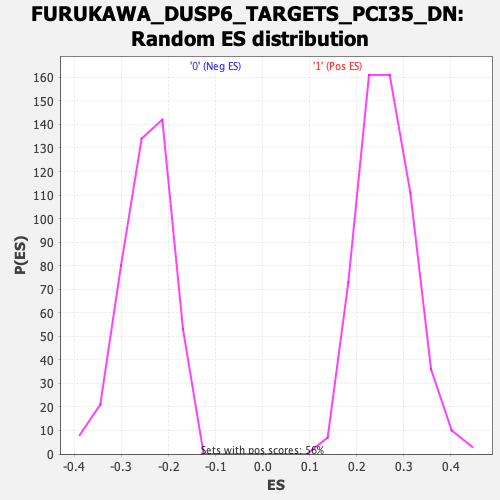 FURUKAWA_DUSP6_TARGETS_PCI35_DN:
Random ES distribution
'0' (Neg ES) '1' (Pos ES)
160
150
140
130
120
110
100
90
80
70
60
50
40
30
20
10
0
P(ES)
Sets with pos scores: 56%
-0.4 -0.3 -0.2 -0.1 0.0 0.1 0.2 0.3 0.4
ES